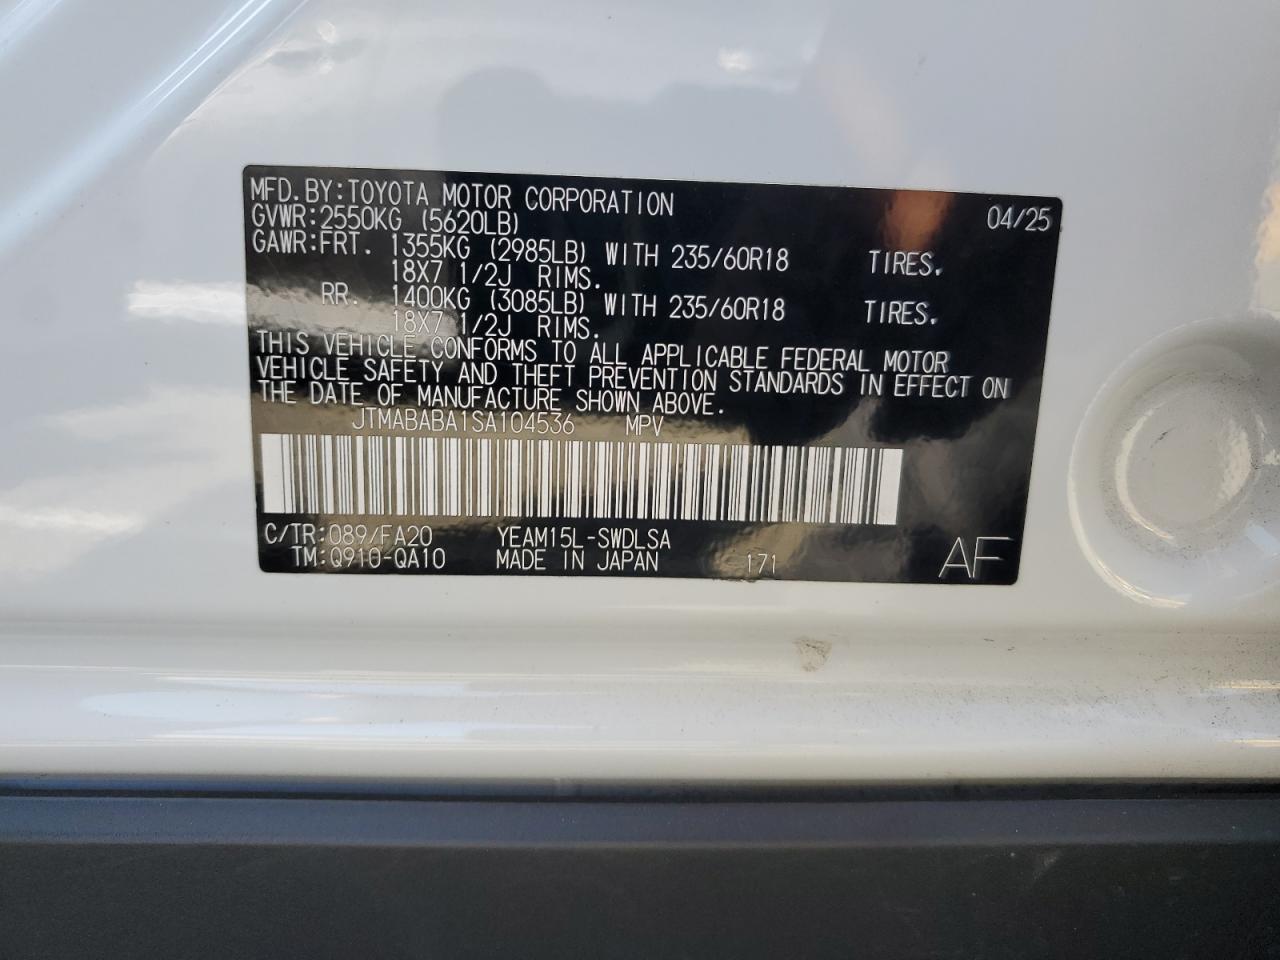 MFD.BY:TOYOTA MOTOR CORPORATION 04/25
GVWR:2550KG (5620LB)
GAWR:FRT. 1355KG (2985LB) WITH 235/60R18 TIRES.
18X7 1/2J RIMS.
RR. 1400KG (3085LB) WITH 235/60R18 TIRES.
18X7 1/2J RIMS.
THIS VEHICLE CONFORMS TO ALL APPLICABLE FEDERAL MOTOR
VEHICLE SAFETY AND THEFT PREVENTION STANDARDS IN EFFECT ON
THE DATE OF MANUFACTURE SHOWN ABOVE.
JTMABABA1SA104536 MPV
C/TR:089/FA20 YEAM15L-SWDLSA
TM:Q910-QA10 MADE IN JAPAN 171 AF